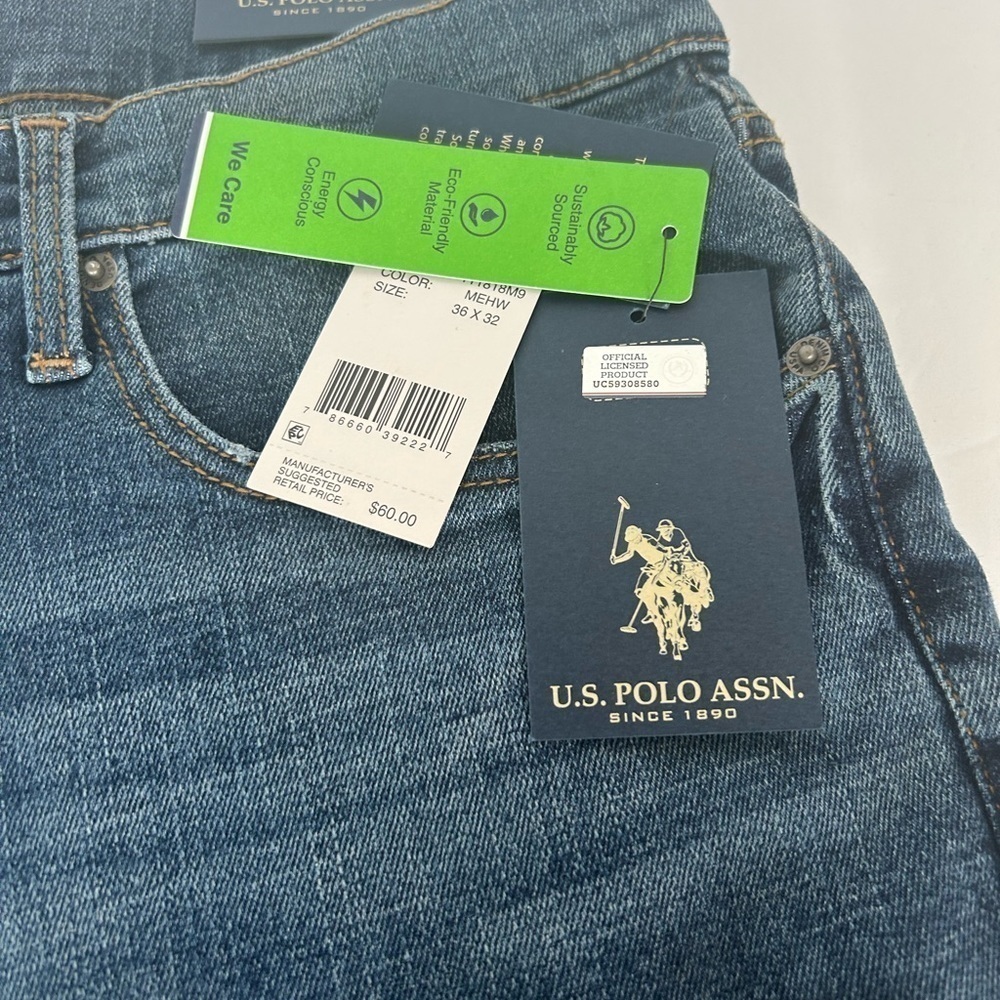 U.S. POLO ASSN.
SINCE 1890
We Care
Energy
Conscious
Eco-Friendly
Material
Sustainably
Sourced
COLOR: MEHW
SIZE: 36 X 32
7 86660 39222 7
MANUFACTURER'S
SUGGESTED
RETAIL PRICE: $60.00
OFFICIAL
LICENSED
PRODUCT
UC59308580
U.S. POLO ASSN.
SINCE 1890